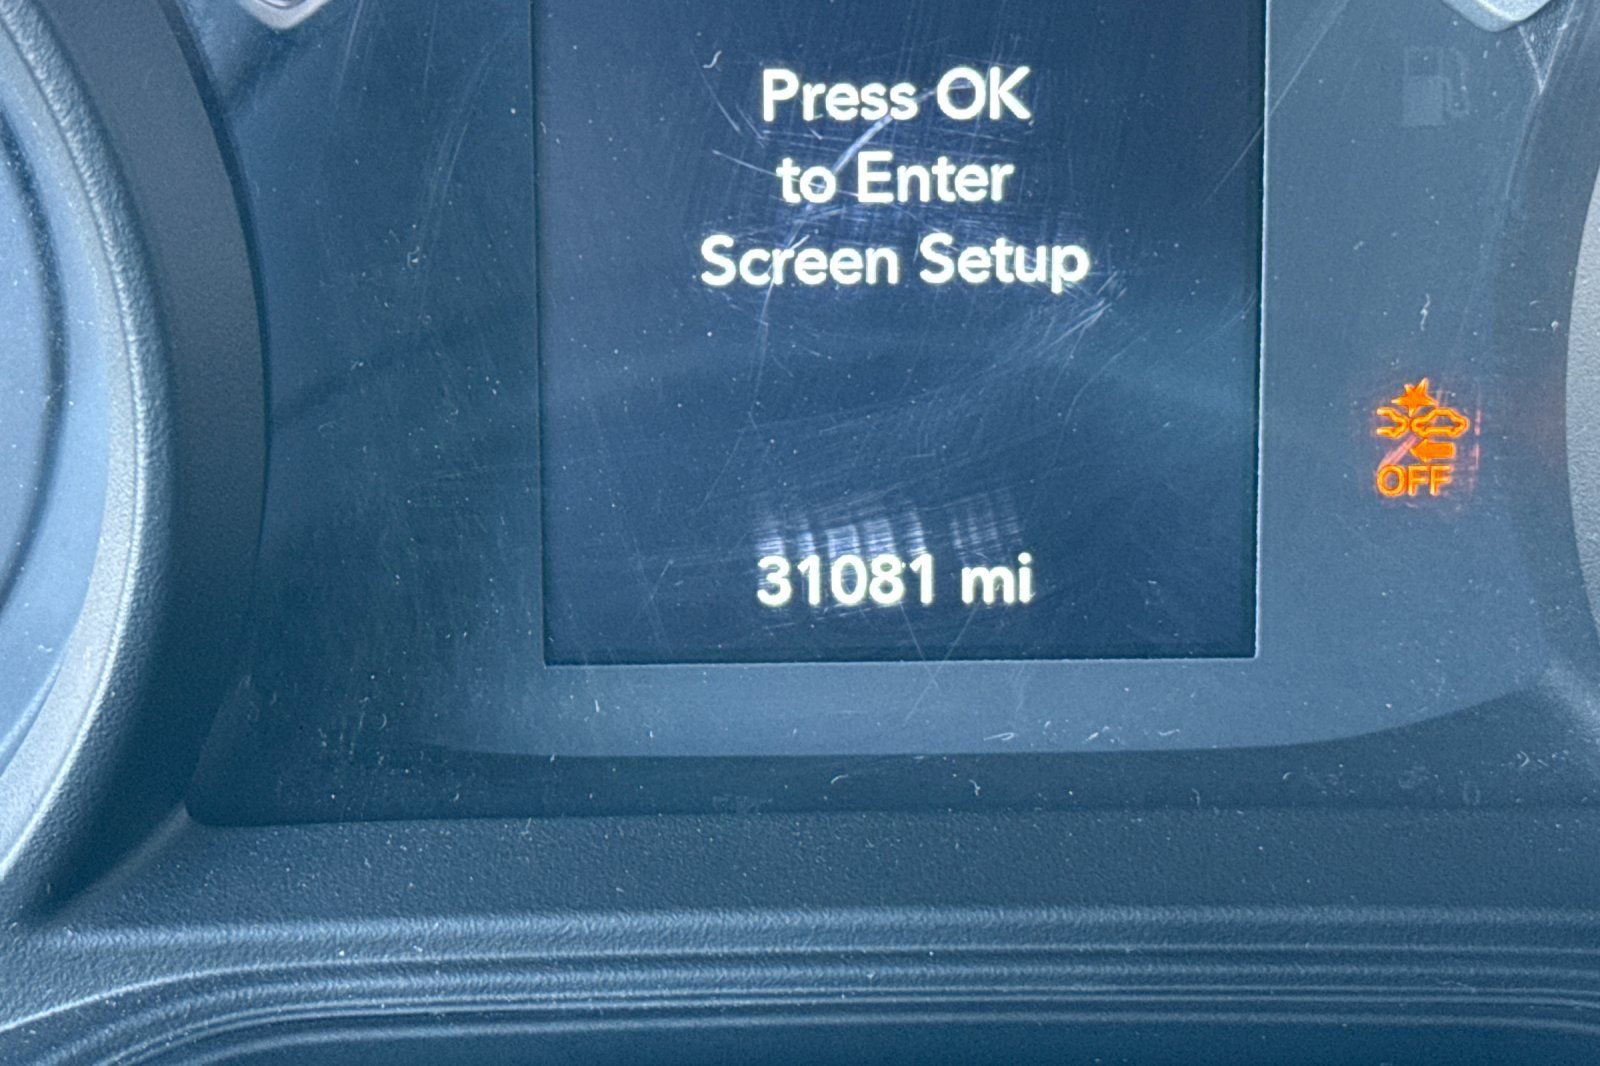 Press OK
to Enter
Screen Setup
OFF
31081 mi